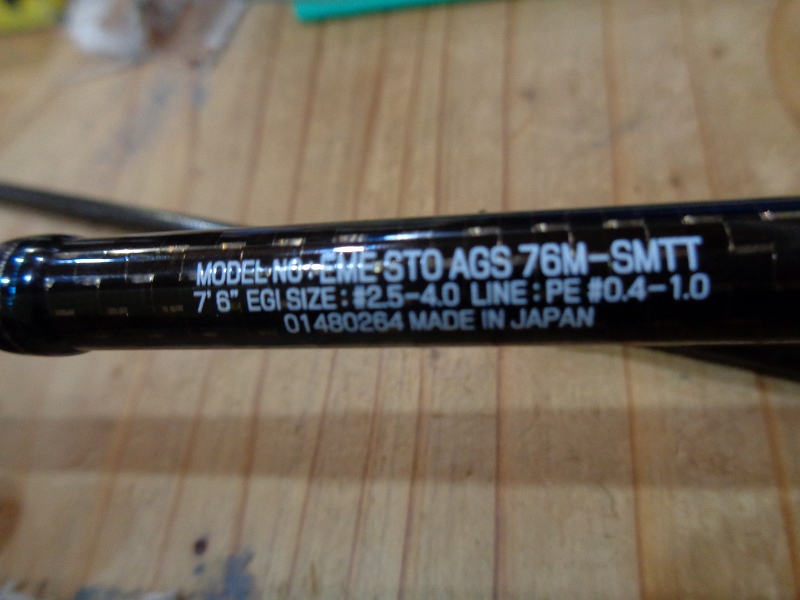 MODEL NO : EME STO AGS 76M-SMTT
7' 6" EGI SIZE : #2.5-4.0 LINE : PE #0.4-1.0
01480264 MADE IN JAPAN